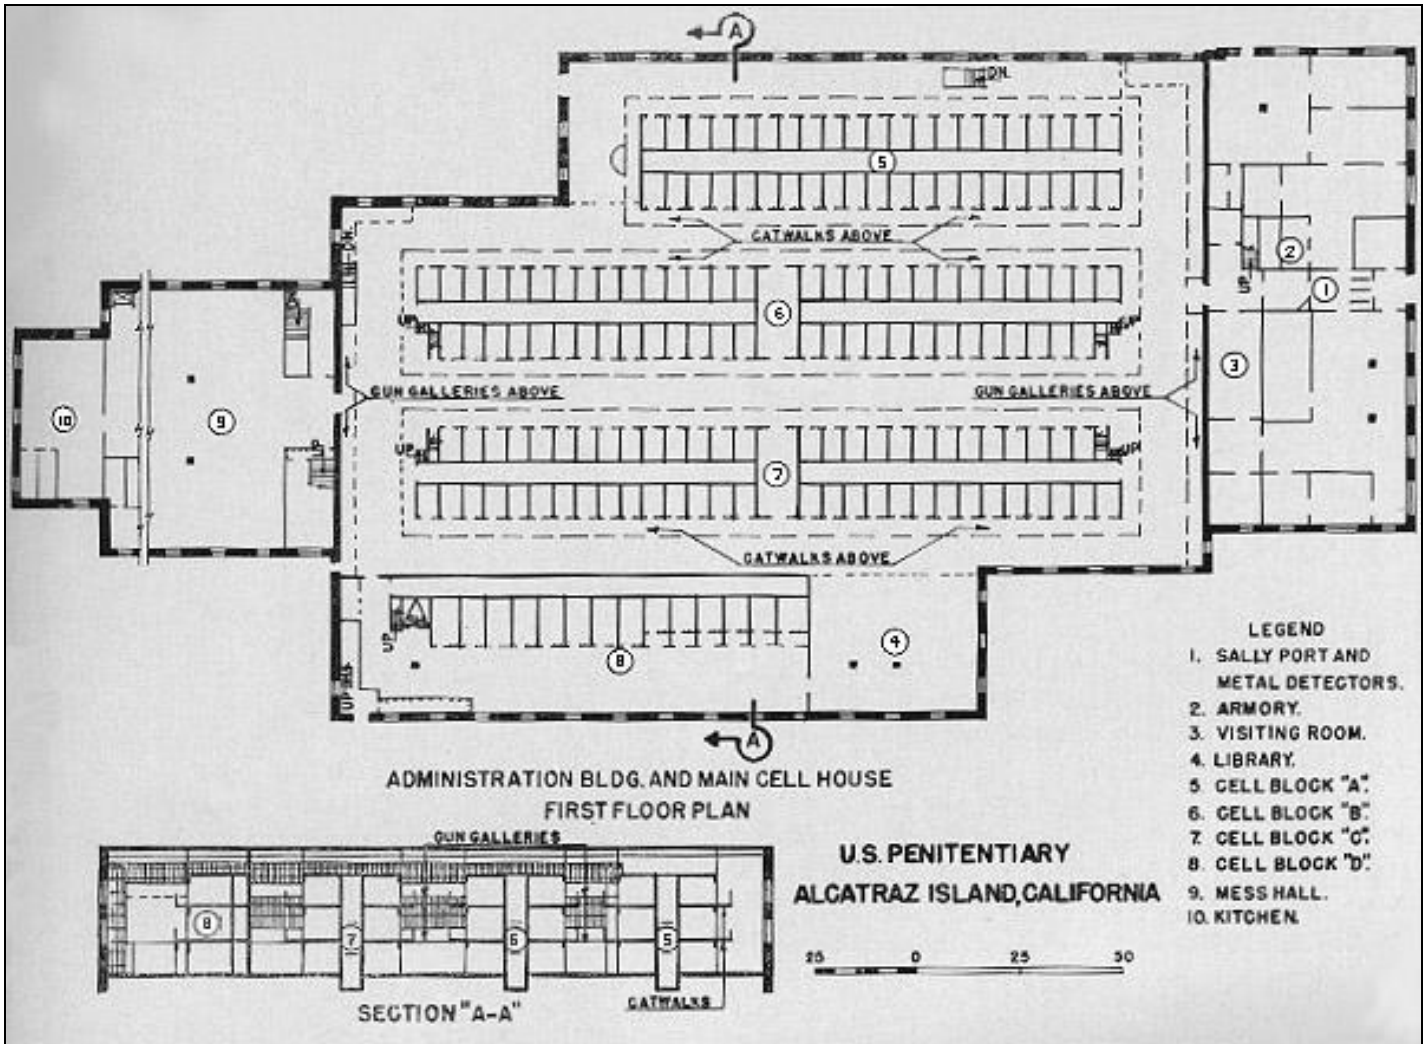 A
DN.
5
CATWALKS ABOVE
DN.
2
UP
1
6
UP
UP
3
GUN GALLERIES ABOVE
GUN GALLERIES ABOVE
10
9
UP
UP
UP
7
CATWALKS ABOVE
UP
8
4
UP
A
LEGEND
1. SALLY PORT AND
METAL DETECTORS.
2. ARMORY.
3. VISITING ROOM.
4. LIBRARY.
5. CELL BLOCK "A".
6. CELL BLOCK "B".
7. CELL BLOCK "C".
8. CELL BLOCK "D".
9. MESS HALL.
10. KITCHEN.
ADMINISTRATION BLDG. AND MAIN CELL HOUSE
FIRST FLOOR PLAN
GUN GALLERIES
8
7
6
5
CATWALKS
SECTION "A-A"
U.S. PENITENTIARY
ALCATRAZ ISLAND, CALIFORNIA
25 0 25 50